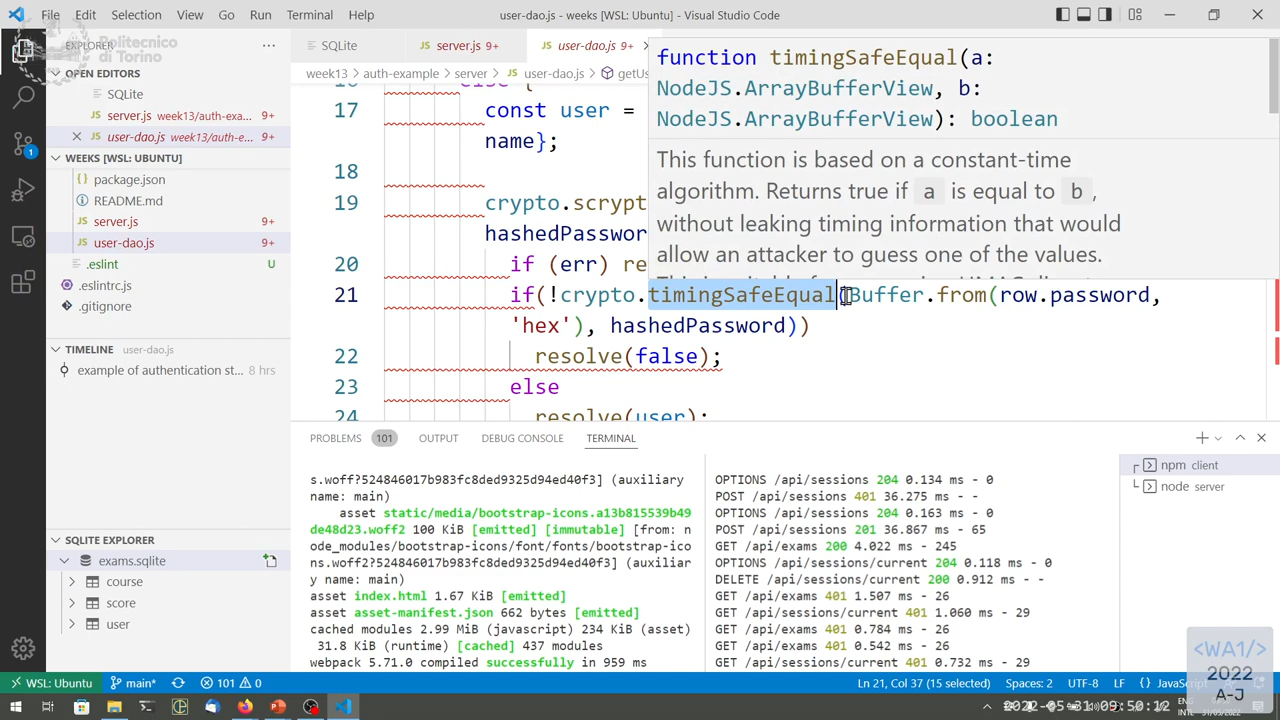 File Edit Selection View Go Run Terminal Help
user-dao.js - weeks [WSL: Ubuntu] - Visual Studio Code
Politecnico
di Torino
EXPLORER
OPEN EDITORS
SQLite
server.js week13/auth-exa... 9+
user-dao.js week13/auth-e... 9+
WEEKS [WSL: UBUNTU]
package.json
README.md
server.js 9+
user-dao.js 9+
.eslint U
.eslintrc.js
.gitignore
TIMELINE user-dao.js
example of authentication st... 8 hrs
SQLITE EXPLORER
exams.sqlite
course
score
user
SQLite
server.js 9+
user-dao.js 9+
week13 > auth-example > server > user-dao.js >
function timingSafeEqual(a:
NodeJS.ArrayBufferView, b:
NodeJS.ArrayBufferView): boolean
This function is based on a constant-time
algorithm. Returns true if a is equal to b,
without leaking timing information that would
allow an attacker to guess one of the values.
17 const user =
name};
18
19 crypto.scrypt
hashedPasswor
20 if (err) re
21 if(!crypto.timingSafeEqual(Buffer.from(row.password,
'hex'), hashedPassword))
22 resolve(false);
23 else
24 resolve(user);
PROBLEMS 101 OUTPUT DEBUG CONSOLE TERMINAL
s.woff?524846017b983fc8ded9325d94ed40f3] (auxiliary
name: main)
asset static/media/bootstrap-icons.a13b815539b49
de48d23.woff2 100 KiB [emitted] [immutable] [from: n
ode_modules/bootstrap-icons/font/fonts/bootstrap-ico
ns.woff2?524846017b983fc8ded9325d94ed40f3] (auxiliar
y name: main)
asset index.html 1.67 KiB [emitted]
asset asset-manifest.json 662 bytes [emitted]
cached modules 2.99 MiB (javascript) 234 KiB (asset)
31.8 KiB (runtime) [cached] 437 modules
webpack 5.71.0 compiled successfully in 959 ms
OPTIONS /api/sessions 204 0.134 ms - 0
POST /api/sessions 401 36.275 ms - -
OPTIONS /api/sessions 204 0.163 ms - 0
POST /api/sessions 201 36.867 ms - 65
GET /api/exams 200 4.022 ms - 245
OPTIONS /api/sessions/current 204 0.118 ms - 0
DELETE /api/sessions/current 200 0.912 ms - -
GET /api/exams 401 1.507 ms - 26
GET /api/sessions/current 401 1.060 ms - 29
GET /api/exams 401 0.784 ms - 26
GET /api/exams 401 0.542 ms - 26
GET /api/sessions/current 401 0.732 ms - 29
npm client
node server
<WA1/>
2022
A-J
WSL: Ubuntu main* 101 0
Ln 21, Col 37 (15 selected) Spaces: 2 UTF-8 LF JavaScript
ENG
INTL